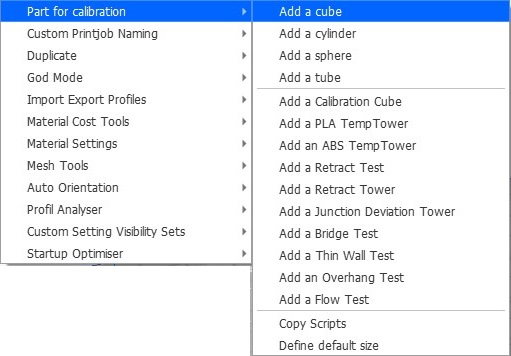 Part for calibration
Custom Printjob Naming
Duplicate
God Mode
Import Export Profiles
Material Cost Tools
Material Settings
Mesh Tools
Auto Orientation
Profil Analyser
Custom Setting Visibility Sets
Startup Optimiser
Add a cube
Add a cylinder
Add a sphere
Add a tube
Add a Calibration Cube
Add a PLA TempTower
Add an ABS TempTower
Add a Retract Test
Add a Retract Tower
Add a Junction Deviation Tower
Add a Bridge Test
Add a Thin Wall Test
Add an Overhang Test
Add a Flow Test
Copy Scripts
Define default size